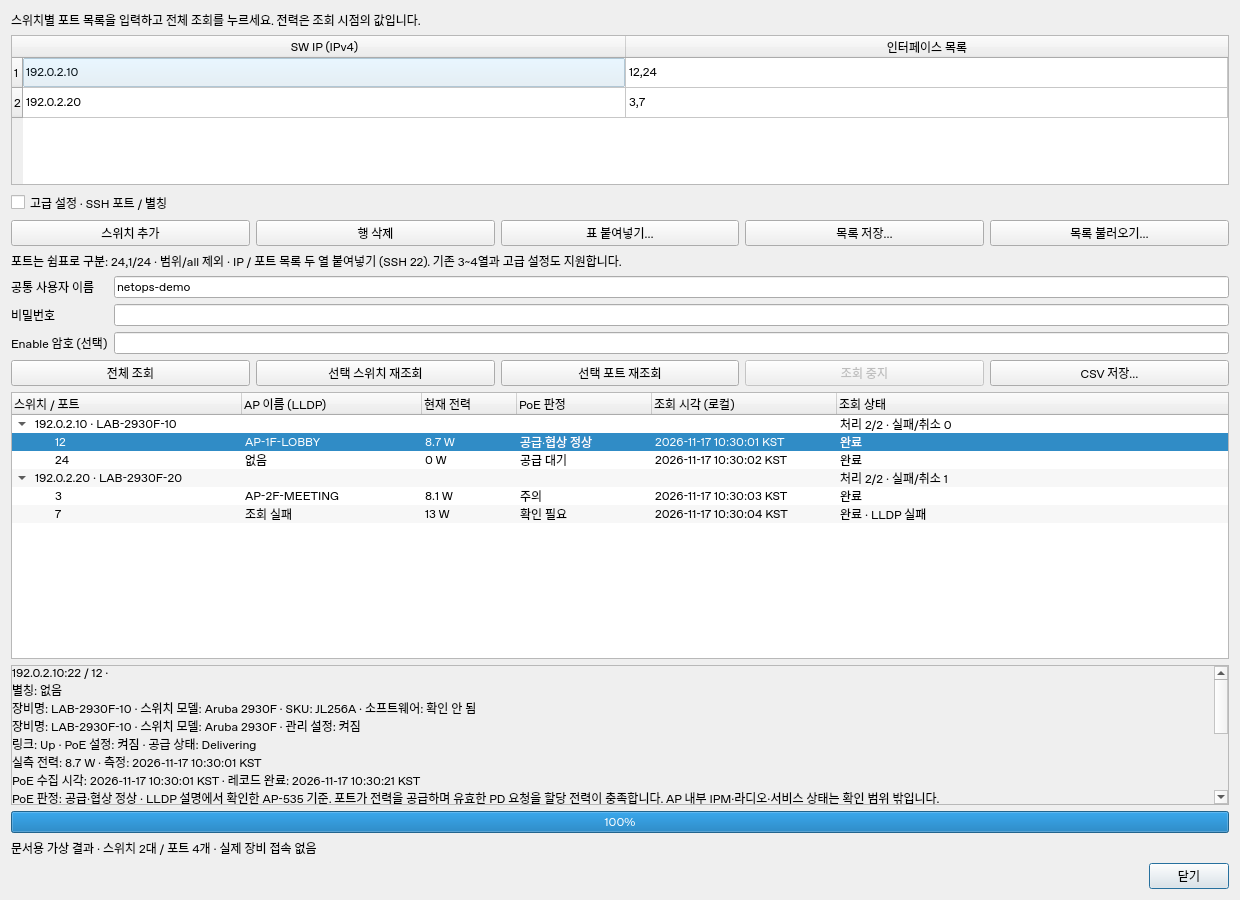 스위치별 포트 목록을 입력하고 전체 조회를 누르세요. 전력은 조회 시점의 값입니다.
SW IP (IPv4) 인터페이스 목록
1 192.0.2.10 12,24
2 192.0.2.20 3,7
고급 설정 · SSH 포트 / 별칭
스위치 추가 행 삭제 표 붙여넣기... 목록 저장... 목록 불러오기...
포트는 쉼표로 구분: 24,1/24 · 범위/all 제외 · IP / 포트 목록 두 열 붙여넣기 (SSH 22). 기존 3~4열과 고급 설정도 지원합니다.
공통 사용자 이름 netops-demo
비밀번호
Enable 암호 (선택)
전체 조회 선택 스위치 재조회 선택 포트 재조회 조회 중지 CSV 저장...
스위치 / 포트 AP 이름 (LLDP) 현재 전력 PoE 판정 조회 시각 (로컬) 조회 상태
192.0.2.10 · LAB-2930F-10 처리 2/2 · 실패/취소 0
12 AP-1F-LOBBY 8.7 W 공급·협상 정상 2026-11-17 10:30:01 KST 완료
24 없음 0 W 공급 대기 2026-11-17 10:30:02 KST 완료
192.0.2.20 · LAB-2930F-20 처리 2/2 · 실패/취소 1
3 AP-2F-MEETING 8.1 W 주의 2026-11-17 10:30:03 KST 완료
7 조회 실패 13 W 확인 필요 2026-11-17 10:30:04 KST 완료 · LLDP 실패
192.0.2.10:22 / 12 ·
별칭: 없음
장비명: LAB-2930F-10 · 스위치 모델: Aruba 2930F · SKU: JL256A · 소프트웨어: 확인 안 됨
장비명: LAB-2930F-10 · 스위치 모델: Aruba 2930F · 관리 설정: 켜짐
링크: Up · PoE 설정: 켜짐 · 공급 상태: Delivering
실측 전력: 8.7 W · 측정: 2026-11-17 10:30:01 KST
PoE 수집 시각: 2026-11-17 10:30:01 KST · 레코드 완료: 2026-11-17 10:30:21 KST
PoE 판정: 공급·협상 정상 · LLDP 설명에서 확인한 AP-535 기준. 포트가 전력을 공급하며 유효한 PD 요청을 할당 전력이 충족합니다. AP 내부 IPM·라디오·서비스 상태는 확인 범위 밖입니다.
100%
문서용 가상 결과 · 스위치 2대 / 포트 4개 · 실제 장비 접속 없음
닫기